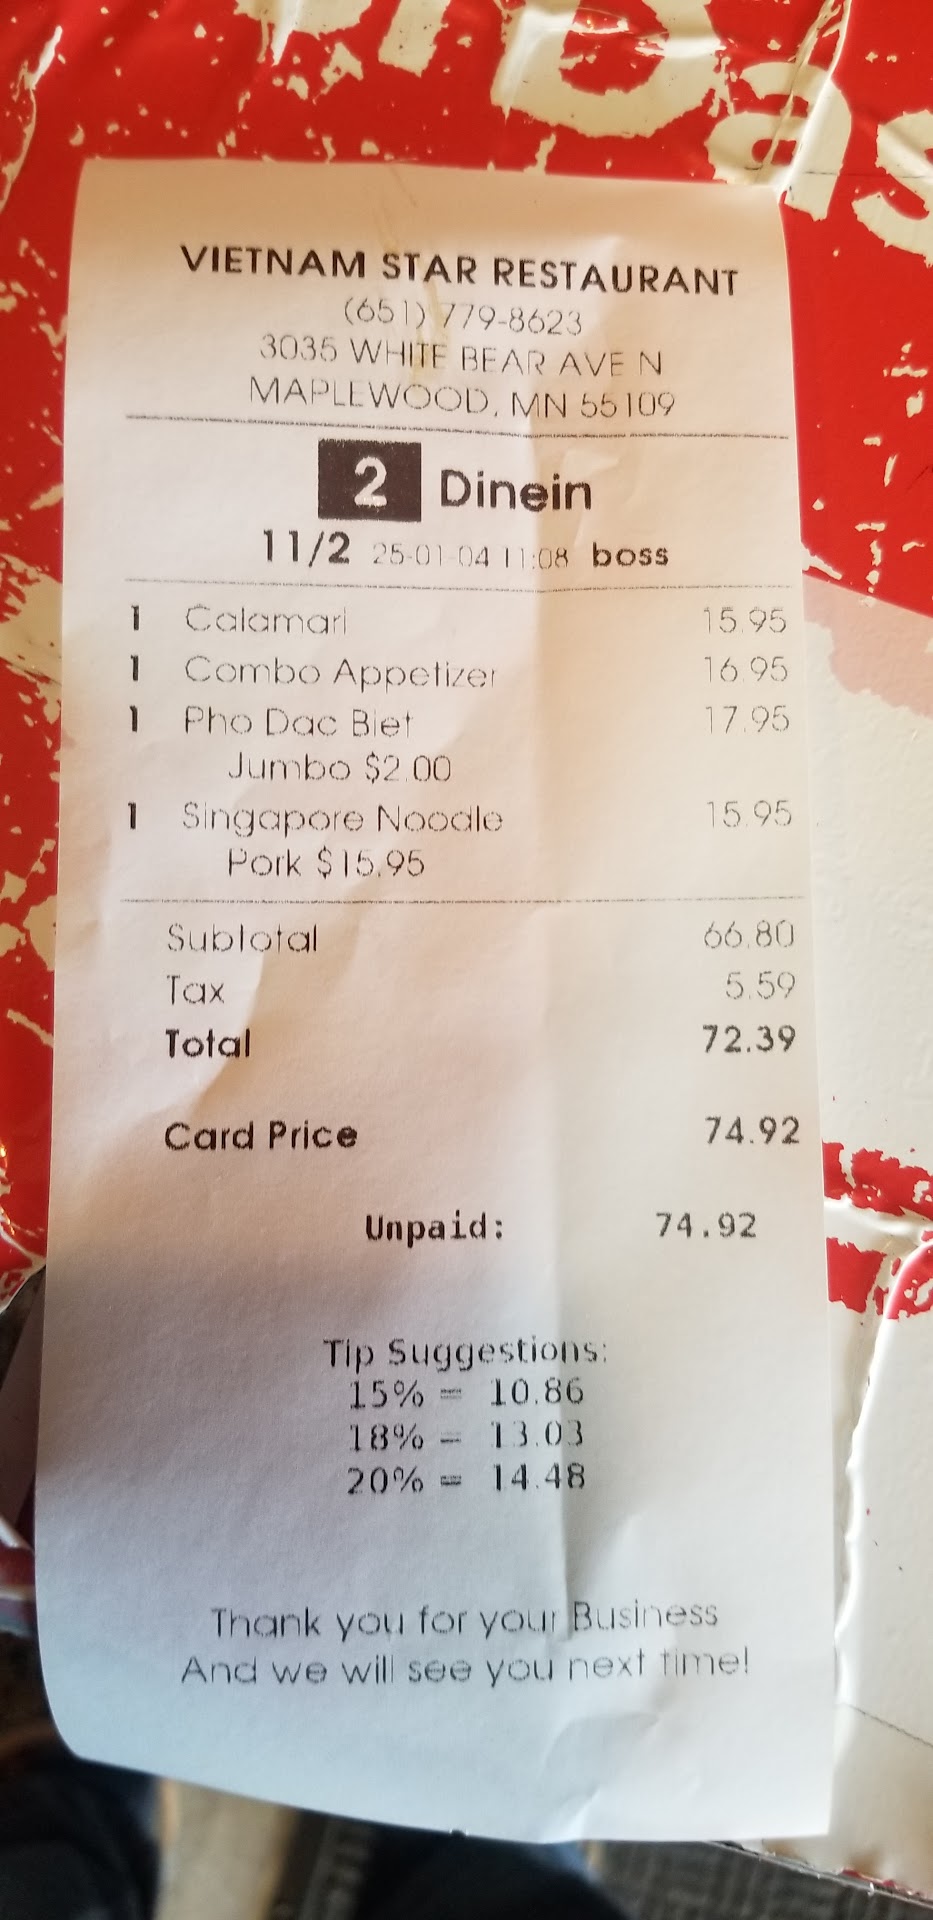 VIETNAM STAR RESTAURANT
(651) 779-8623
3035 WHITE BEAR AVE N
MAPLEWOOD, MN 55109
2 Dinein
11/2 25-01-04 11:08 boss
1 Calamari 15.95
1 Combo Appetizer 16.95
1 Pho Dac Biet 17.95
Jumbo $2.00
1 Singapore Noodle 15.95
Pork $15.95
Subtotal 66.80
Tax 5.59
Total 72.39
Card Price 74.92
Unpaid: 74.92
Tip Suggestions:
15% = 10.86
18% = 13.03
20% = 14.48
Thank you for your Business
And we will see you next time!